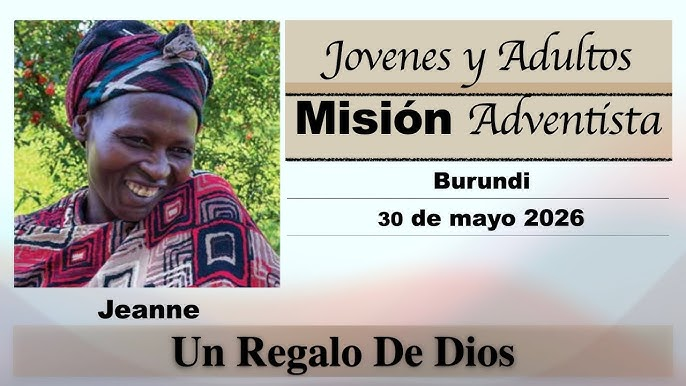 Jovenes y Adultos
Misión Adventista
Burundi
30 de mayo 2026
Jeanne
Un Regalo De Dios